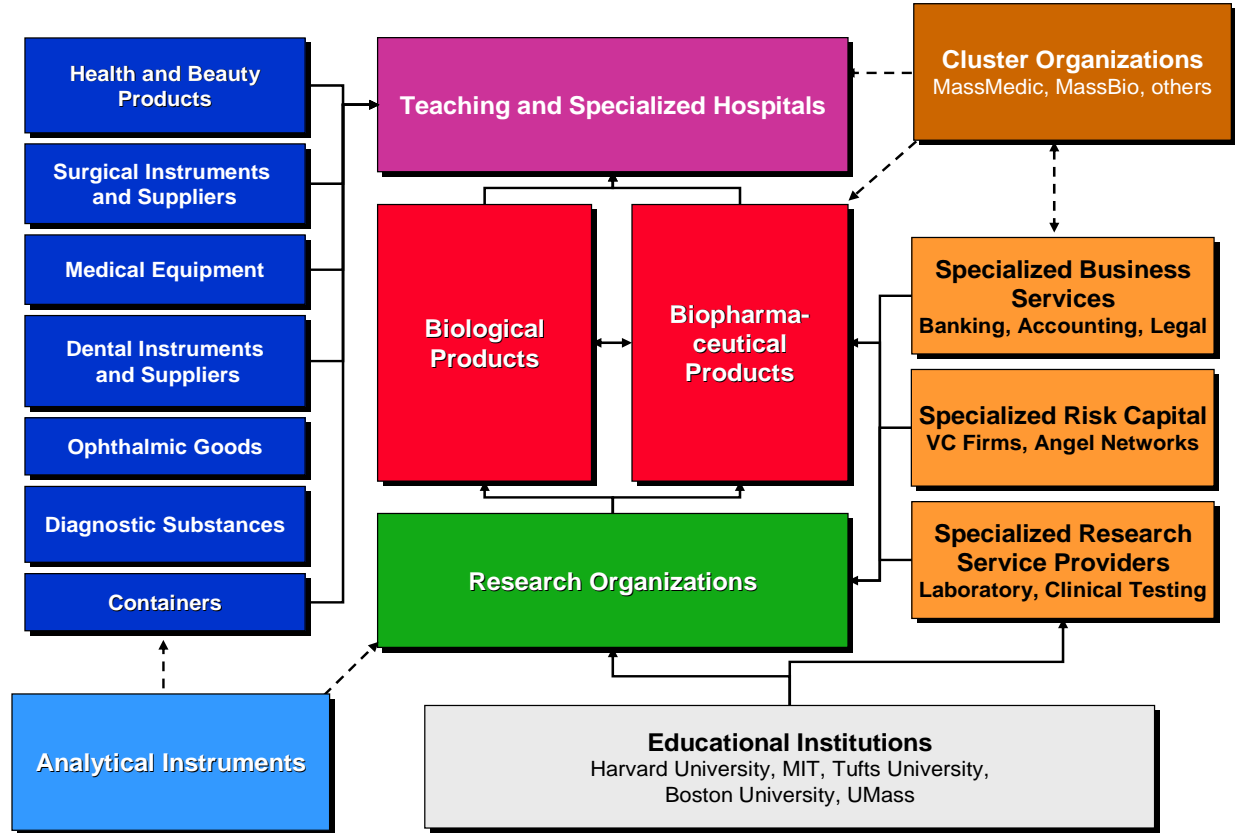 Health and Beauty
Products
Surgical Instruments
and Suppliers
Medical Equipment
Dental Instruments
and Suppliers
Ophthalmic Goods
Diagnostic Substances
Containers
Analytical Instruments
Teaching and Specialized Hospitals
Biological
Products
Biopharma-
ceutical
Products
Research Organizations
Educational Institutions
Harvard University, MIT, Tufts University,
Boston University, UMass
Cluster Organizations
MassMedic, MassBio, others
Specialized Business
Services
Banking, Accounting, Legal
Specialized Risk Capital
VC Firms, Angel Networks
Specialized Research
Service Providers
Laboratory, Clinical Testing